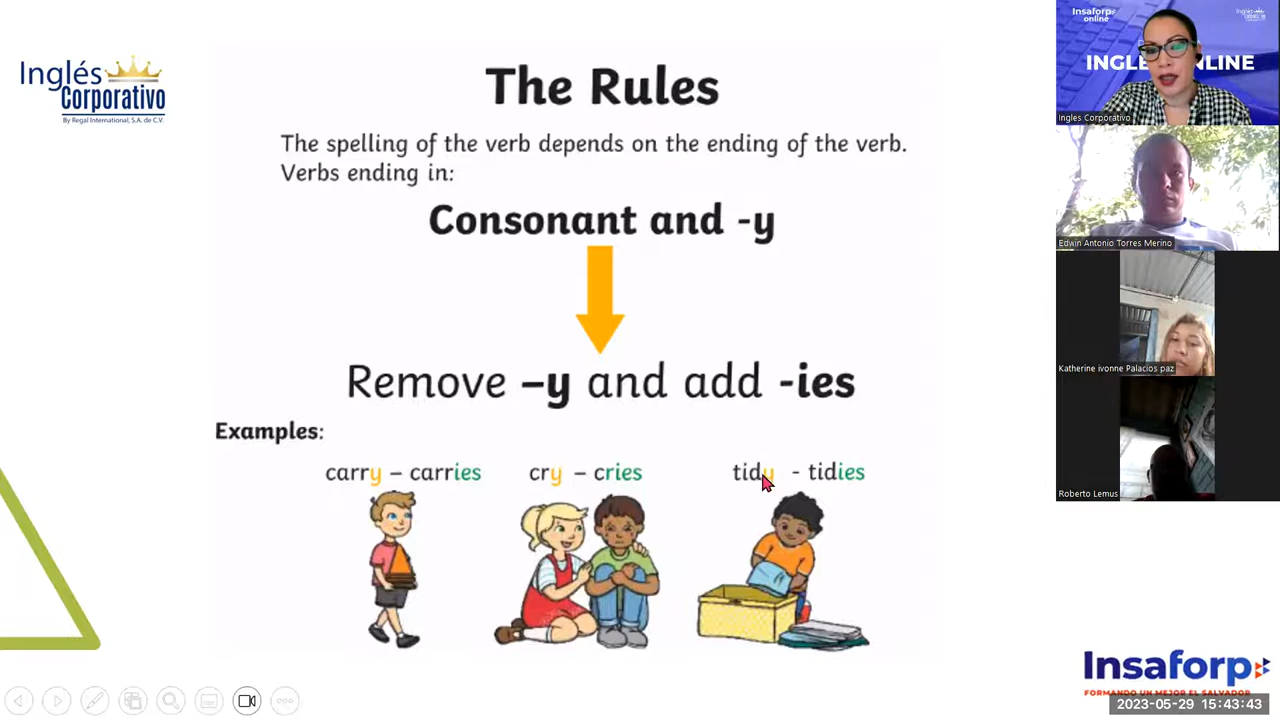 Inglés
Corporativo
By Regal International, S.A. de C.V.
The Rules
The spelling of the verb depends on the ending of the verb.
Verbs ending in:
Consonant and -y
Remove –y and add -ies
Examples:
carry – carries
cry – cries
tidy - tidies
Insaforp
online
INGLÉ ONLINE
Ingles Corporativo
Edwin Antonio Torres Merino
Katherine ivonne Palacios paz
Roberto Lemus
Insaforp
FORMANDO UN MEJOR EL SALVADOR
2023-05-29 15:43:43